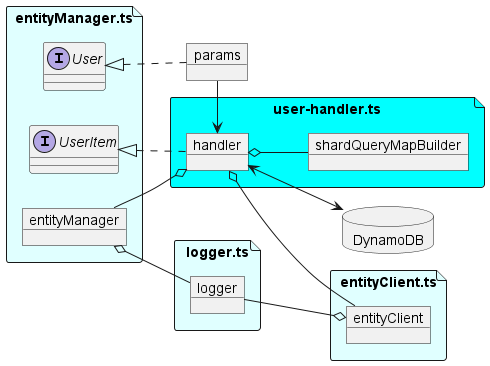 entityManager.ts
I User
params
user-handler.ts
I UserItem
handler
shardQueryMapBuilder
entityManager
DynamoDB
logger.ts
logger
entityClient.ts
entityClient